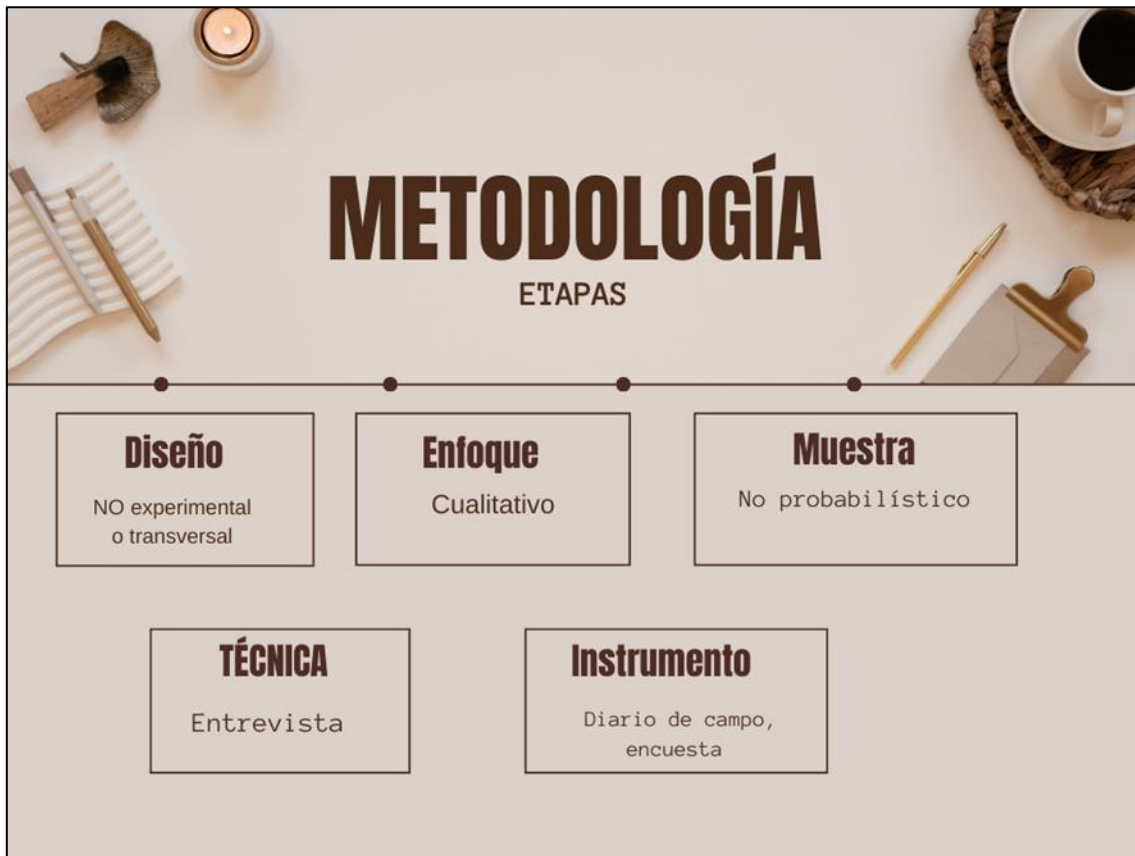 METODOLOGÍA
ETAPAS
Diseño
NO experimental
o transversal
Enfoque
Cualitativo
Muestra
No probabilístico
TÉCNICA
Entrevista
Instrumento
Diario de campo,
encuesta